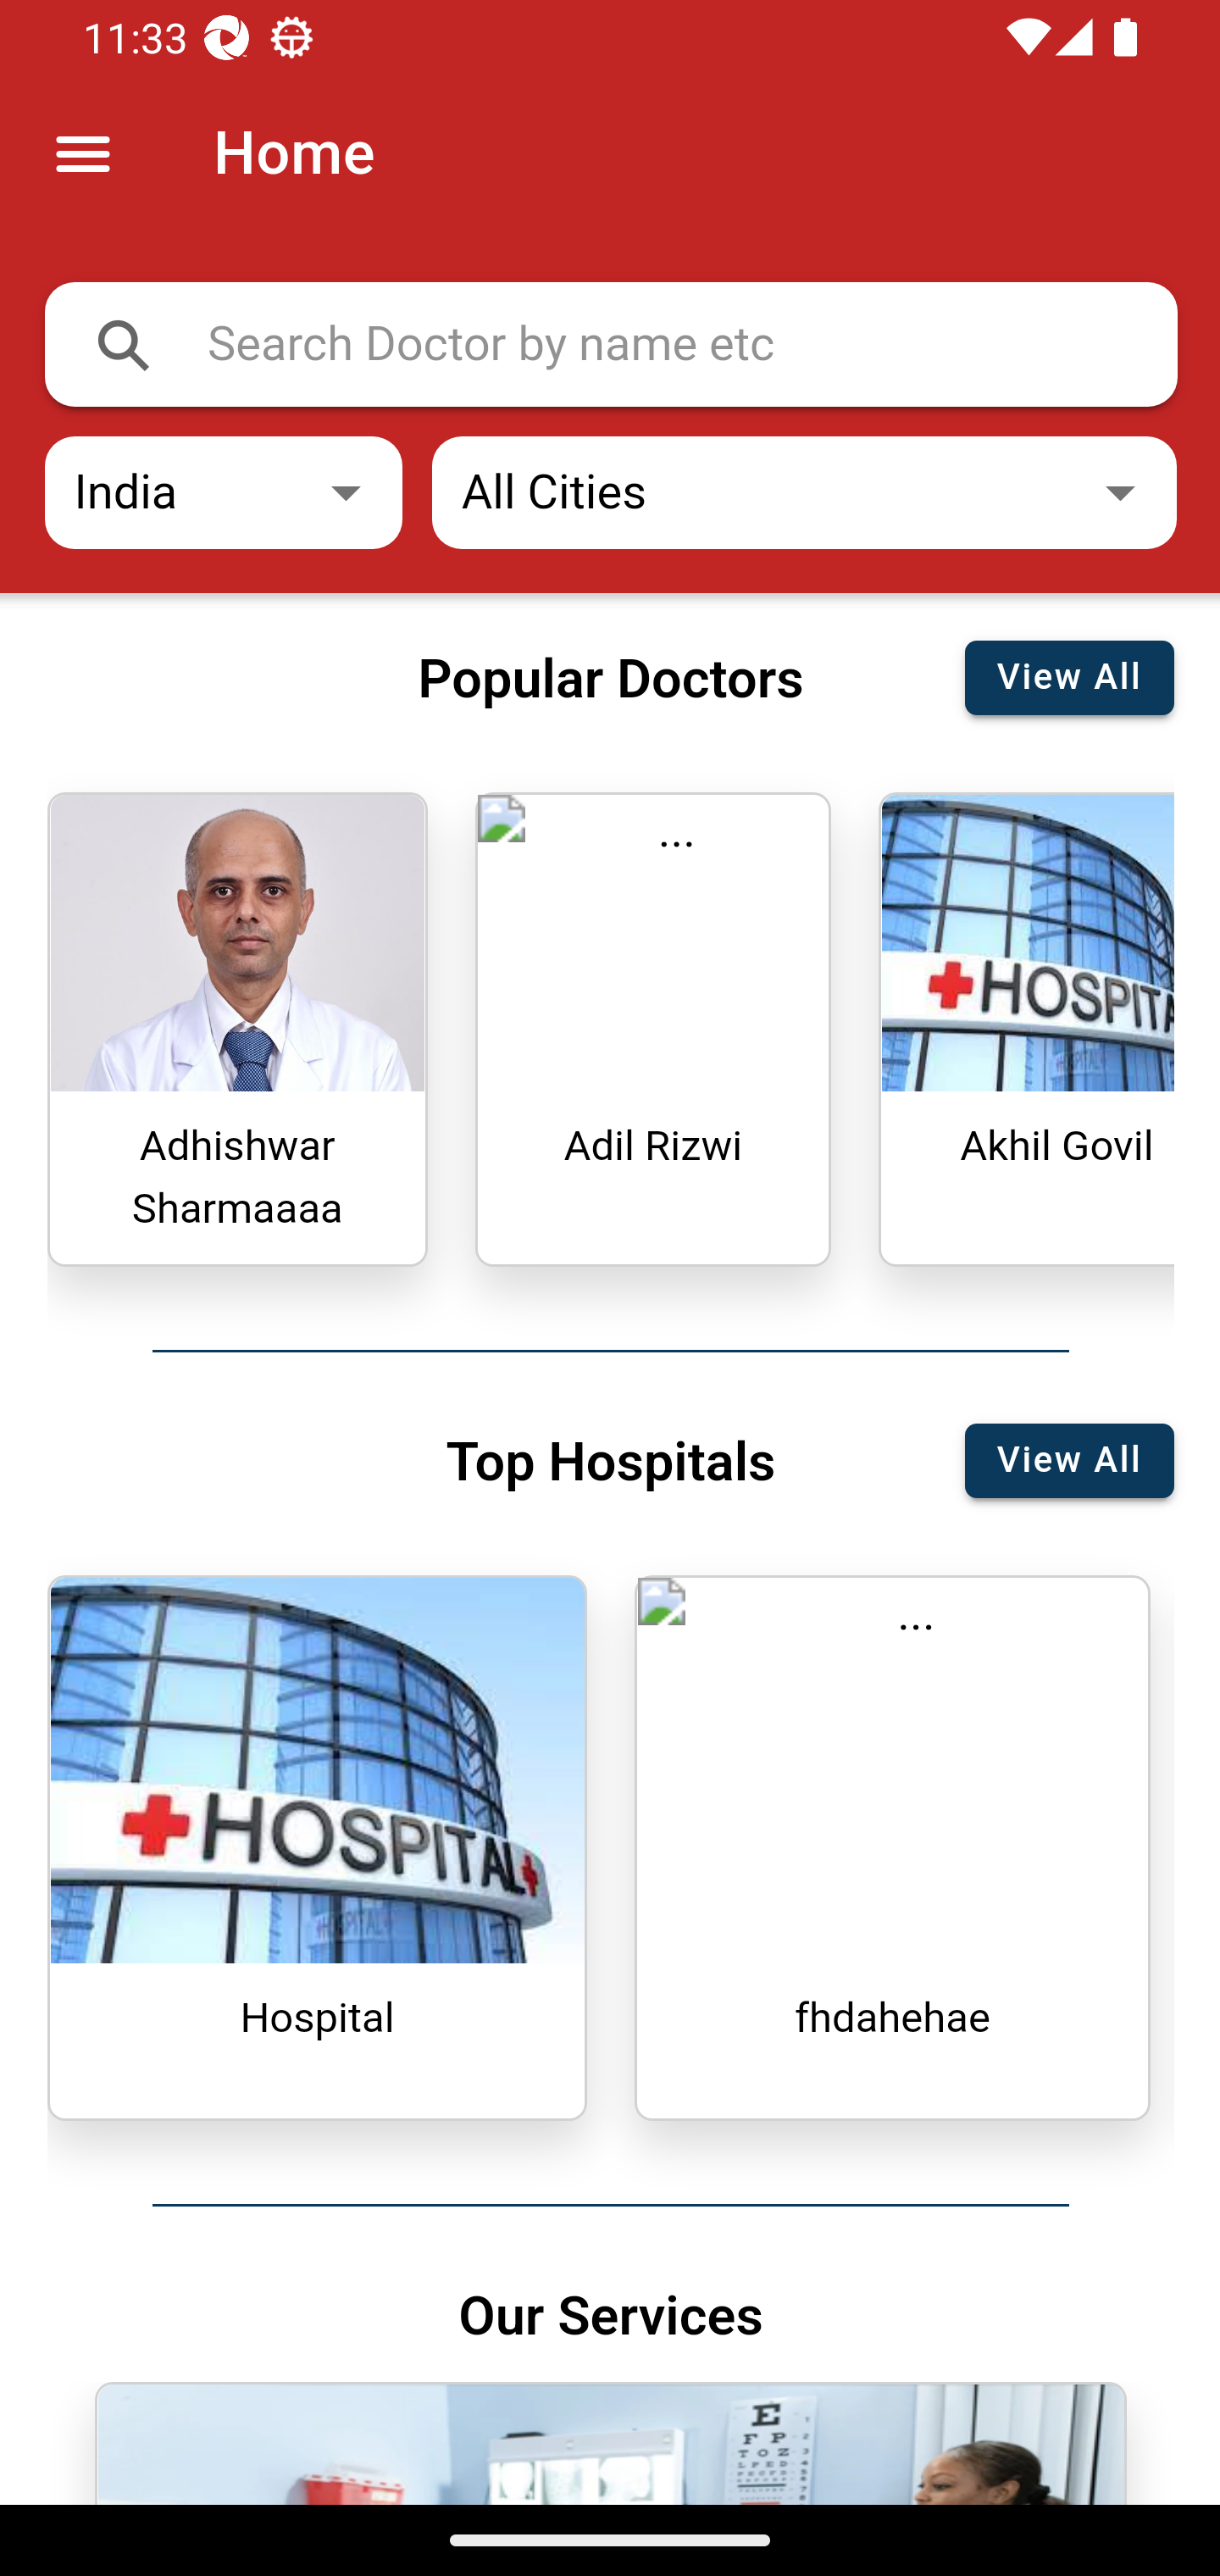 11:33
Home
Search Doctor by name etc
India
All Cities
Popular Doctors
View All
...
HOSPITA
Adhishwar
Sharmaaaa
Adil Rizwi
Akhil Govil
Top Hospitals
View All
...
HOSPITAL
Hospital
fhdahehae
Our Services
E
F P
T O Z
L P E D